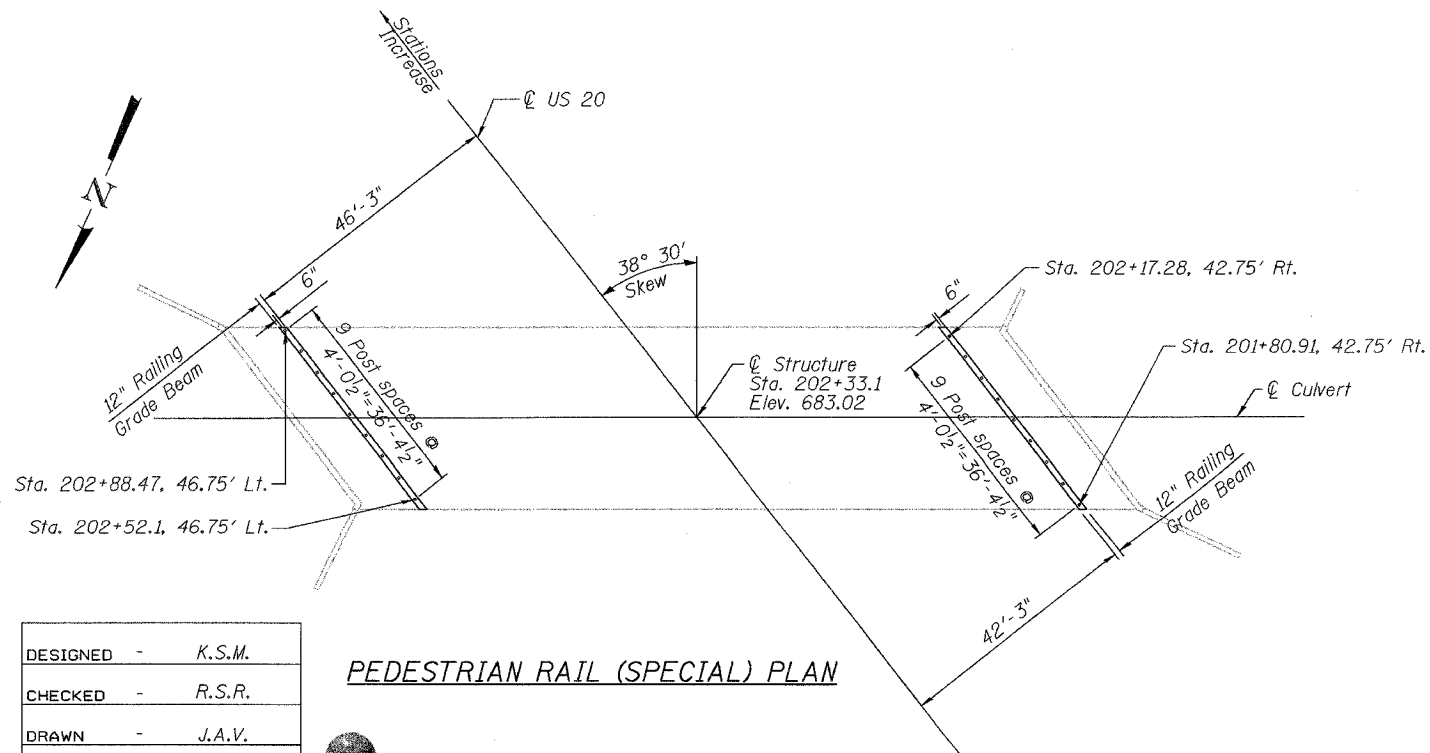 Stations
Increase
℄ US 20
N
46'-3"
6"
38° 30'
Skew
6"
Sta. 202+17.28, 42.75' Rt.
9 Post spaces @
4'-0½"=36'-4½"
℄ Structure
Sta. 202+33.1
Elev. 683.02
Sta. 201+80.91, 42.75' Rt.
12" Railing
Grade Beam
9 Post spaces @
4'-0½"=36'-4½"
℄ Culvert
12" Railing
Grade Beam
Sta. 202+88.47, 46.75' Lt.
Sta. 202+52.1, 46.75' Lt.
42'-3"
DESIGNED - K.S.M.
CHECKED - R.S.R.
DRAWN - J.A.V.
PEDESTRIAN RAIL (SPECIAL) PLAN